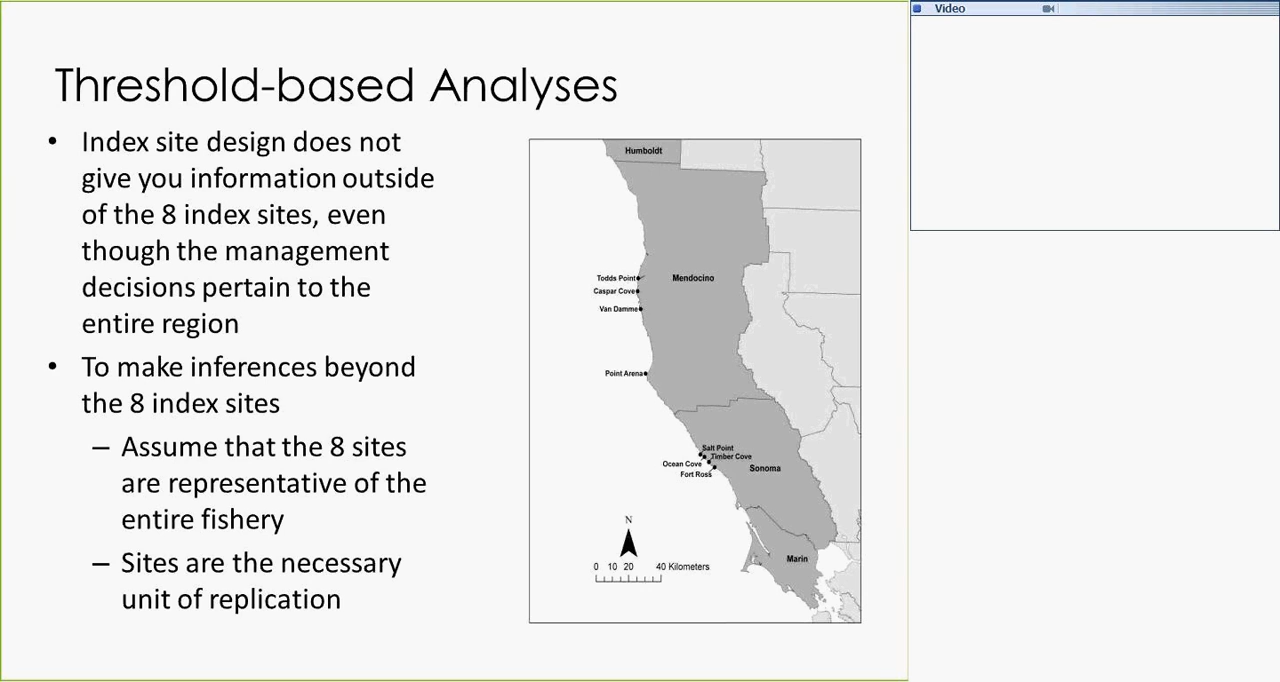 Video
Threshold-based Analyses
• Index site design does not
give you information outside
of the 8 index sites, even
though the management
decisions pertain to the
entire region
• To make inferences beyond
the 8 index sites
– Assume that the 8 sites
are representative of the
entire fishery
– Sites are the necessary
unit of replication
Humboldt
Todds Point
Mendocino
Caspar Cove
Van Damme
Point Arena
Salt Point
Timber Cove
Ocean Cove
Sonoma
Fort Ross
N
Marin
0 10 20 40 Kilometers